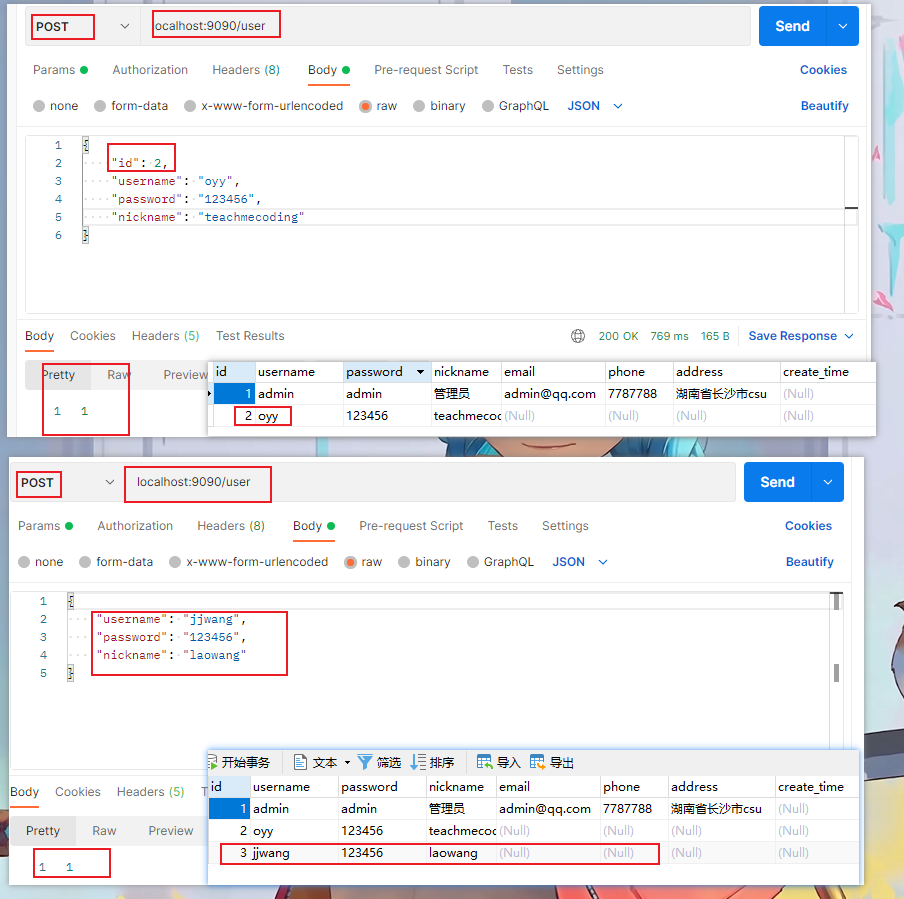 POST
ocalhost:9090/user
Send
Params
Authorization
Headers (8)
Body
Pre-request Script
Tests
Settings
Cookies
none
form-data
x-www-form-urlencoded
raw
binary
GraphQL
JSON
Beautify
1 {
2 "id": 2,
3 "username": "oyy",
4 "password": "123456",
5 "nickname": "teachmecoding"
6 }
Body Cookies Headers (5) Test Results
200 OK 769 ms 165 B Save Response
Pretty Raw Preview
1 1
id username password nickname email phone address create_time
1 admin admin 管理员 admin@qq.com 7787788 湖南省长沙市csu (Null)
2 oyy 123456 teachmecoc (Null) (Null) (Null) (Null)
POST
localhost:9090/user
Send
Params
Authorization
Headers (8)
Body
Pre-request Script
Tests
Settings
Cookies
none
form-data
x-www-form-urlencoded
raw
binary
GraphQL
JSON
Beautify
1 {
2 "username": "jjwang",
3 "password": "123456",
4 "nickname": "laowang"
5 }
Body Cookies Headers (5) T
Pretty Raw Preview
1 1
开始事务 文本 筛选 排序 导入 导出
id username password nickname email phone address create_time
1 admin admin 管理员 admin@qq.com 7787788 湖南省长沙市csu (Null)
2 oyy 123456 teachmecoc (Null) (Null) (Null) (Null)
3 jjwang 123456 laowang (Null) (Null) (Null) (Null)